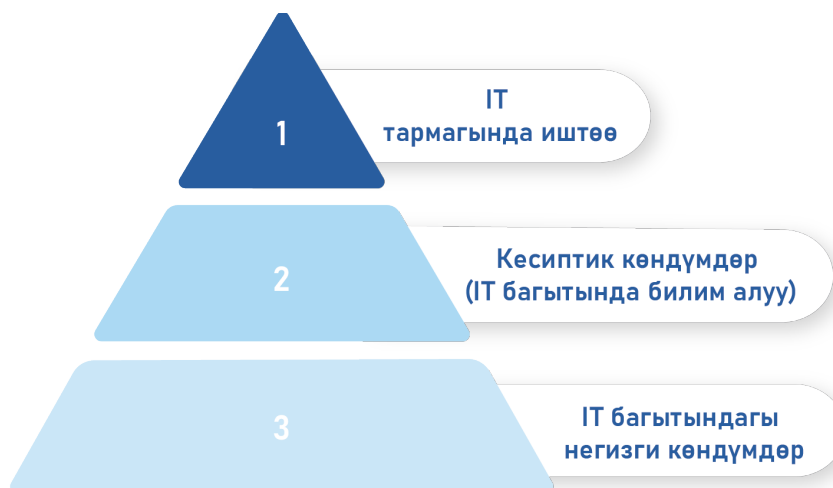 1
IT
тармагында иштөө
2
Кесиптик көндүмдөр
(IT багытында билим алуу)
3
IT багытындагы
негизги көндүмдөр